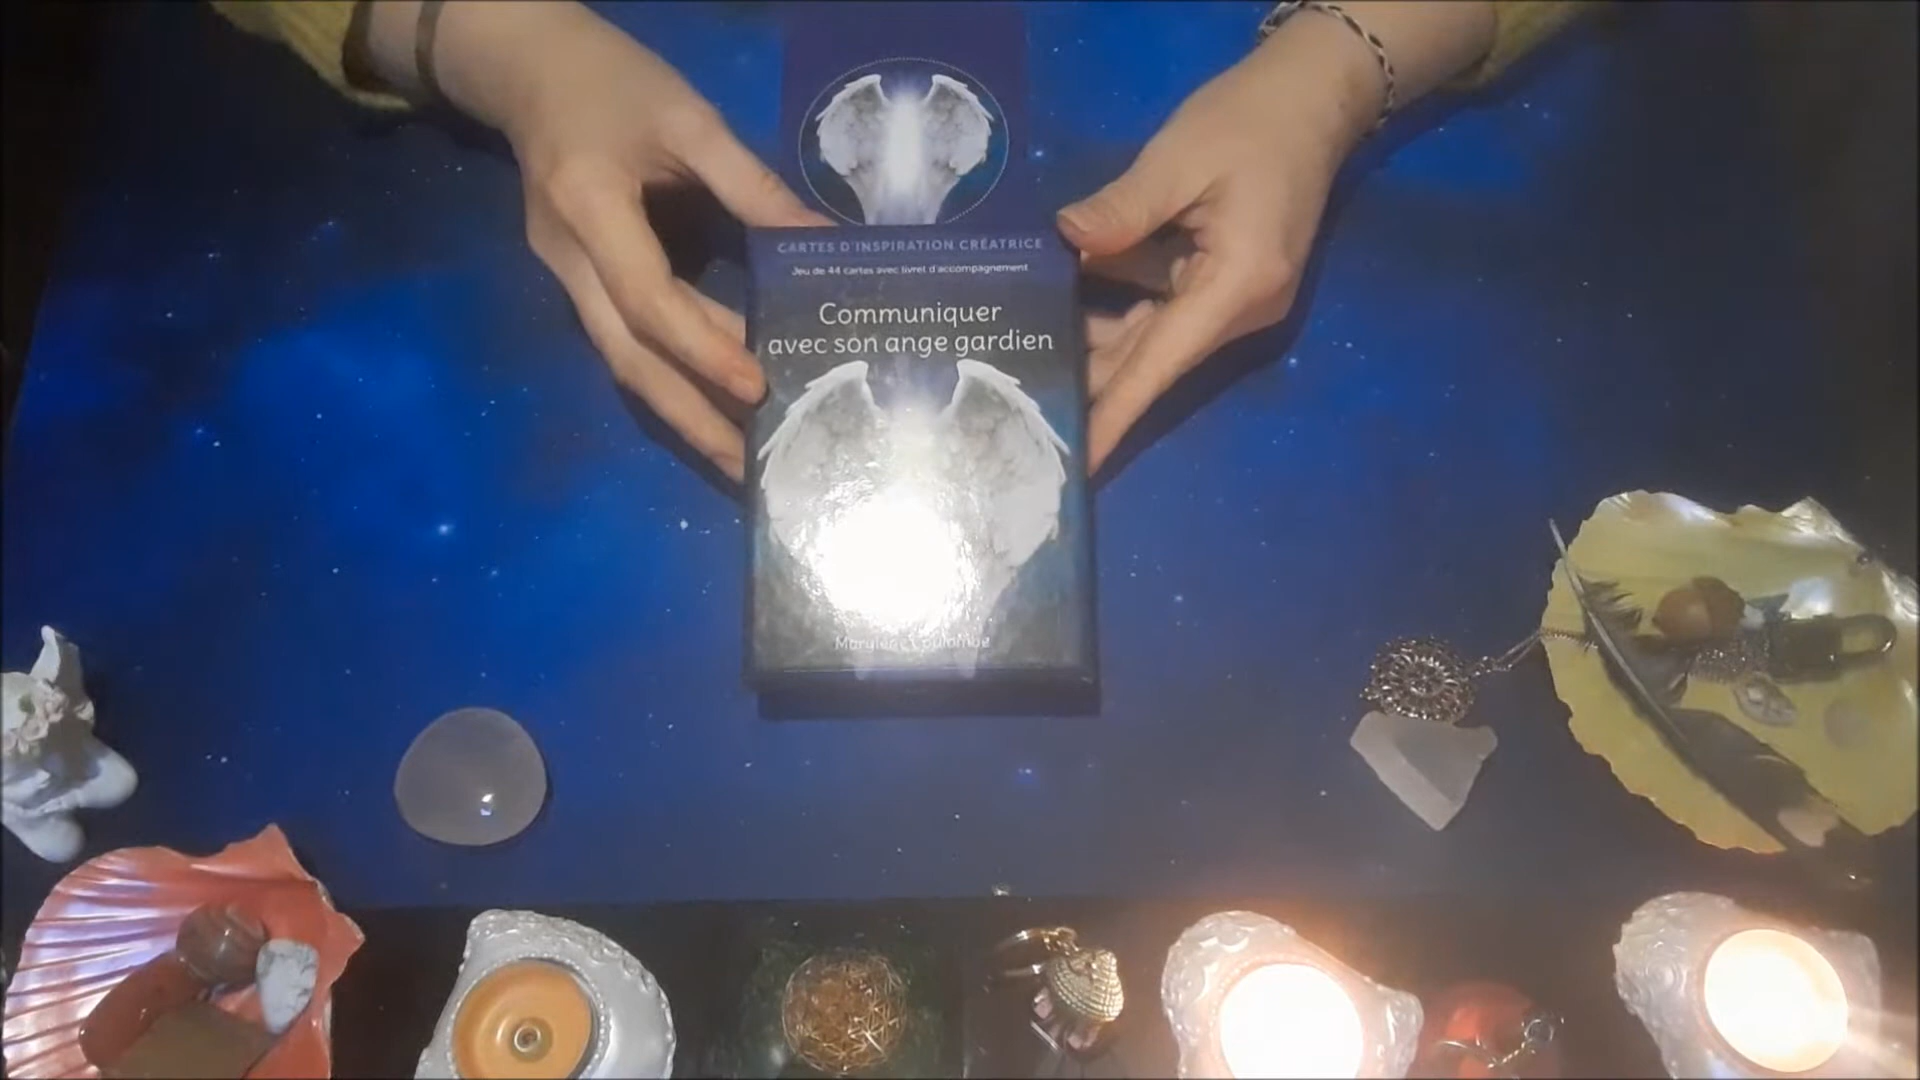 CARTES D'INSPIRATION CRÉATRICE
Jeu de 44 cartes avec livret d'accompagnement
Communiquer
avec son ange gardien